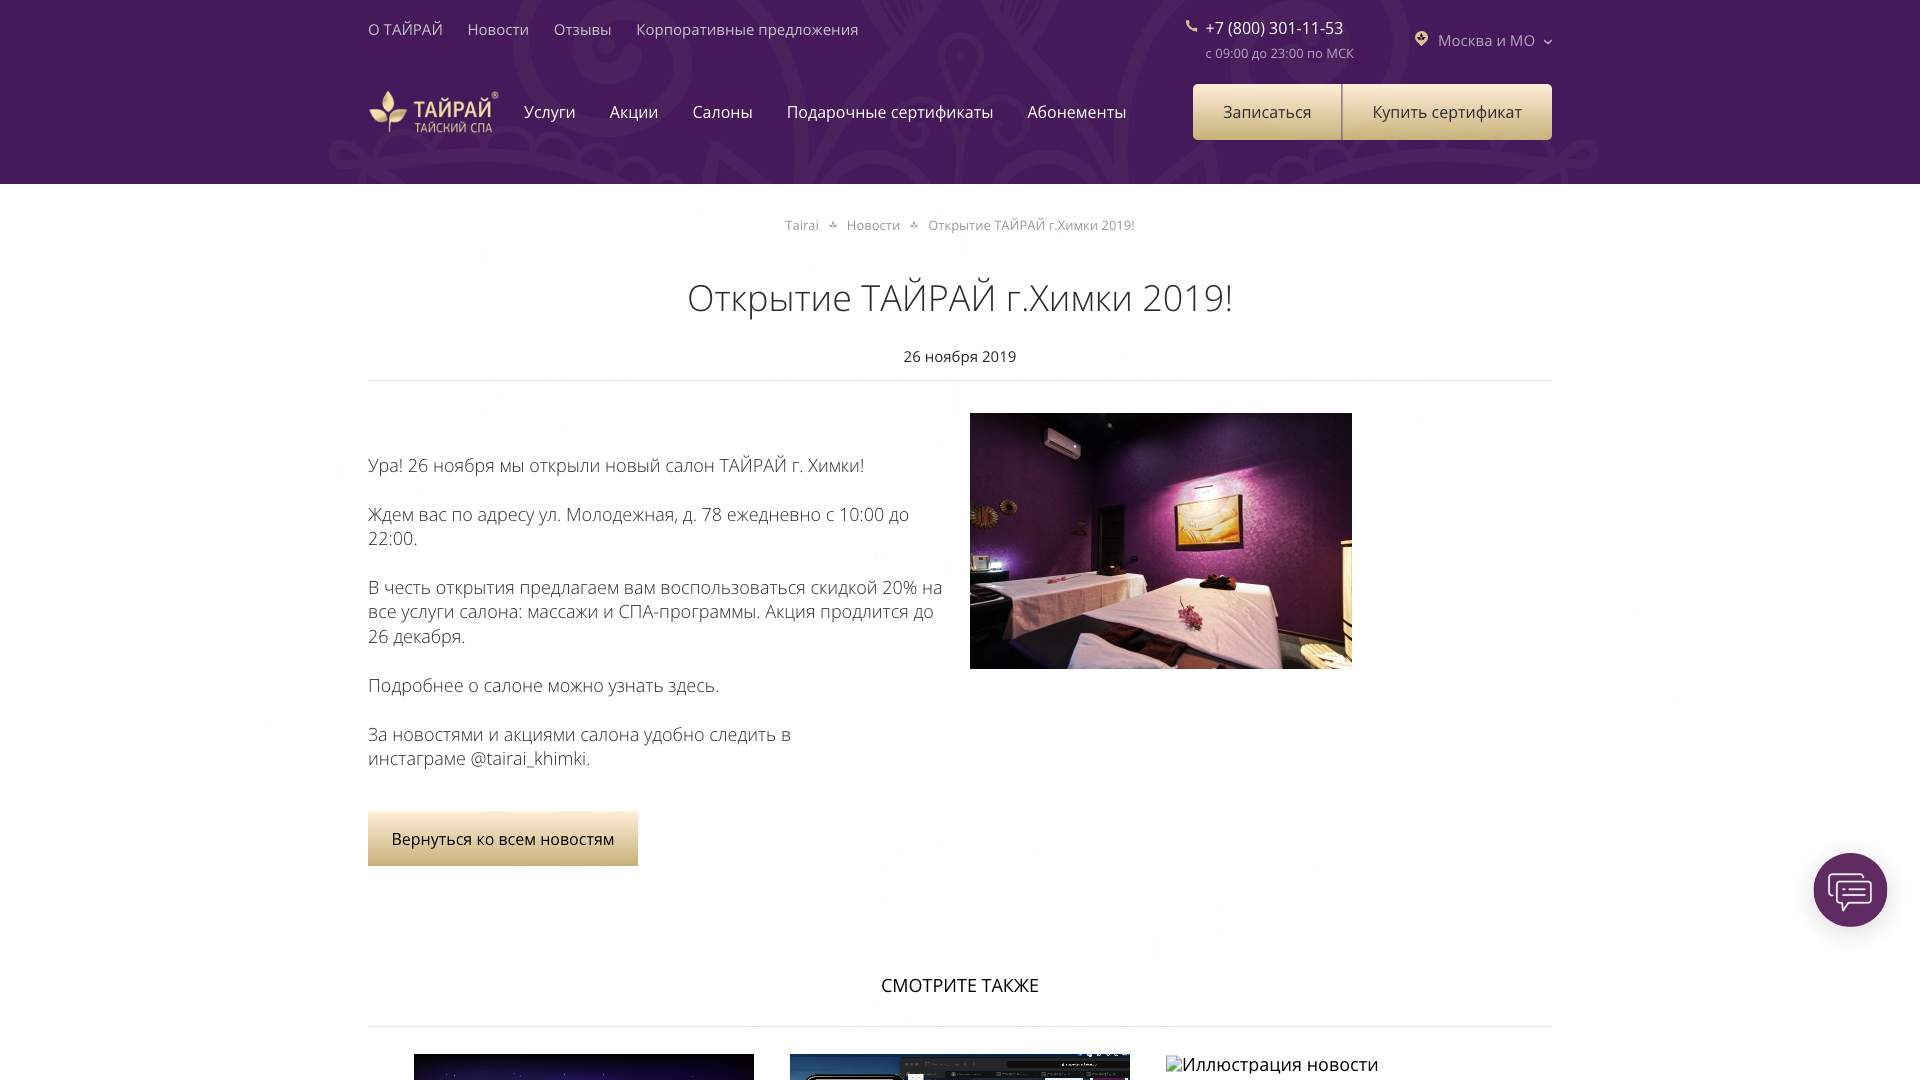 О ТАЙРАЙ Новости Отзывы Корпоративные предложения
+7 (800) 301-11-53
с 09:00 до 23:00 по МСК
Москва и МО
ТАЙРАЙ®
ТАЙСКИЙ СПА
Услуги Акции Салоны Подарочные сертификаты Абонементы
Записаться Купить сертификат
Tairai Новости Открытие ТАЙРАЙ г.Химки 2019!
Открытие ТАЙРАЙ г.Химки 2019!
26 ноября 2019
Ура! 26 ноября мы открыли новый салон ТАЙРАЙ г. Химки!
Ждем вас по адресу ул. Молодежная, д. 78 ежедневно с 10:00 до
22:00.
В честь открытия предлагаем вам воспользоваться скидкой 20% на
все услуги салона: массажи и СПА-программы. Акция продлится до
26 декабря.
Подробнее о салоне можно узнать здесь.
За новостями и акциями салона удобно следить в
инстаграме @tairai_khimki.
Вернуться ко всем новостям
СМОТРИТЕ ТАКЖЕ
Иллюстрация новости